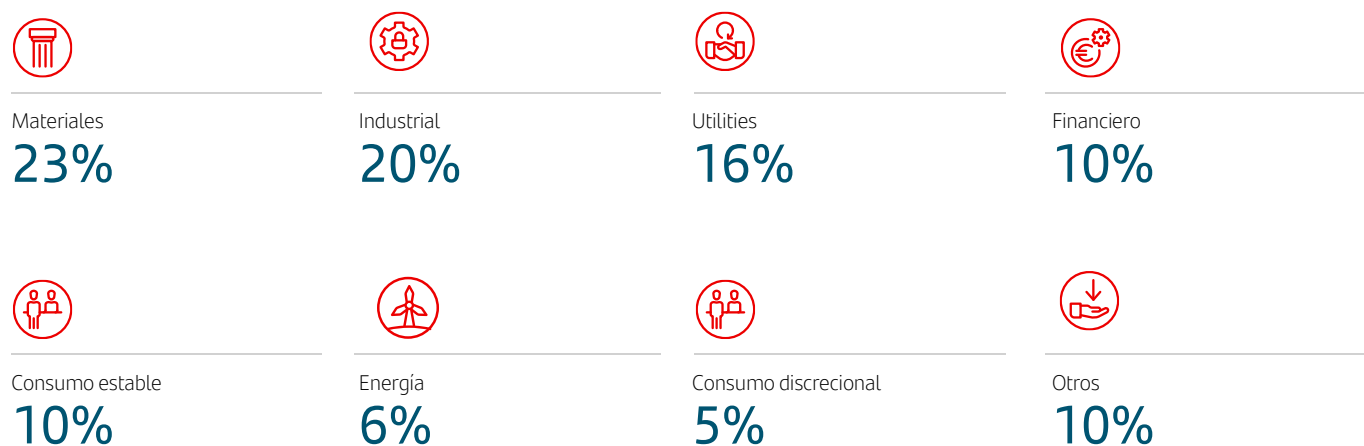 Materiales
23%
Industrial
20%
Utilities
16%
Financiero
10%
Consumo estable
10%
Energía
6%
Consumo discrecional
5%
Otros
10%